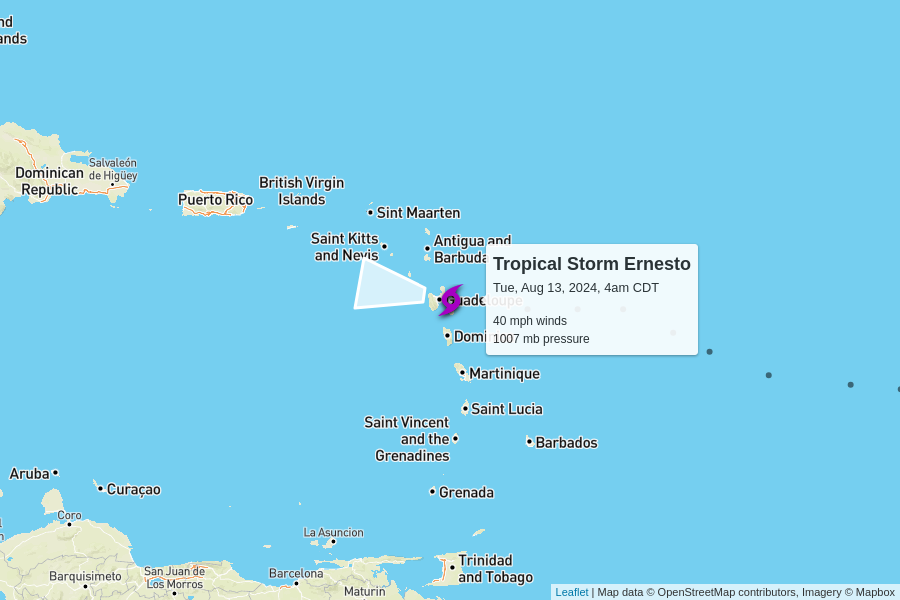 nd
ands
Salvaleón
de Higüey
Dominican
Republic
Puerto Rico
British Virgin
Islands
Sint Maarten
Saint Kitts
and Nevis
Antigua and
Barbuda
Tropical Storm Ernesto
Tue, Aug 13, 2024, 4am CDT
40 mph winds
1007 mb pressure
Guadeloupe
Domi
Martinique
Saint Lucia
Saint Vincent
and the
Grenadines
Barbados
Aruba
Curaçao
Grenada
Coro
La Asuncion
Trinidad
and Tobago
Barquisimeto
San Juan de
Los Morros
Barcelona
Maturin
Leaflet | Map data © OpenStreetMap contributors, Imagery © Mapbox